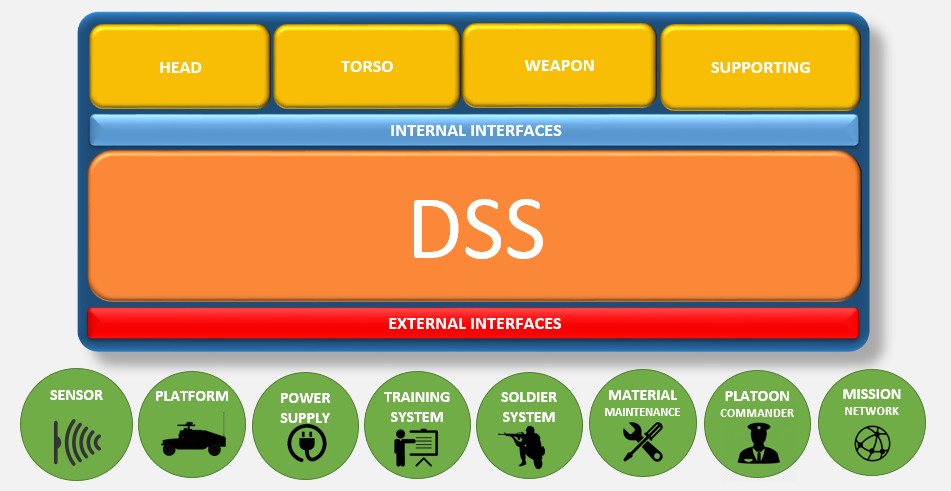 HEAD
TORSO
WEAPON
SUPPORTING
INTERNAL INTERFACES
DSS
EXTERNAL INTERFACES
SENSOR
PLATFORM
POWER
SUPPLY
TRAINING
SYSTEM
SOLDIER
SYSTEM
MATERIAL
MAINTENANCE
PLATOON
COMMANDER
MISSION
NETWORK